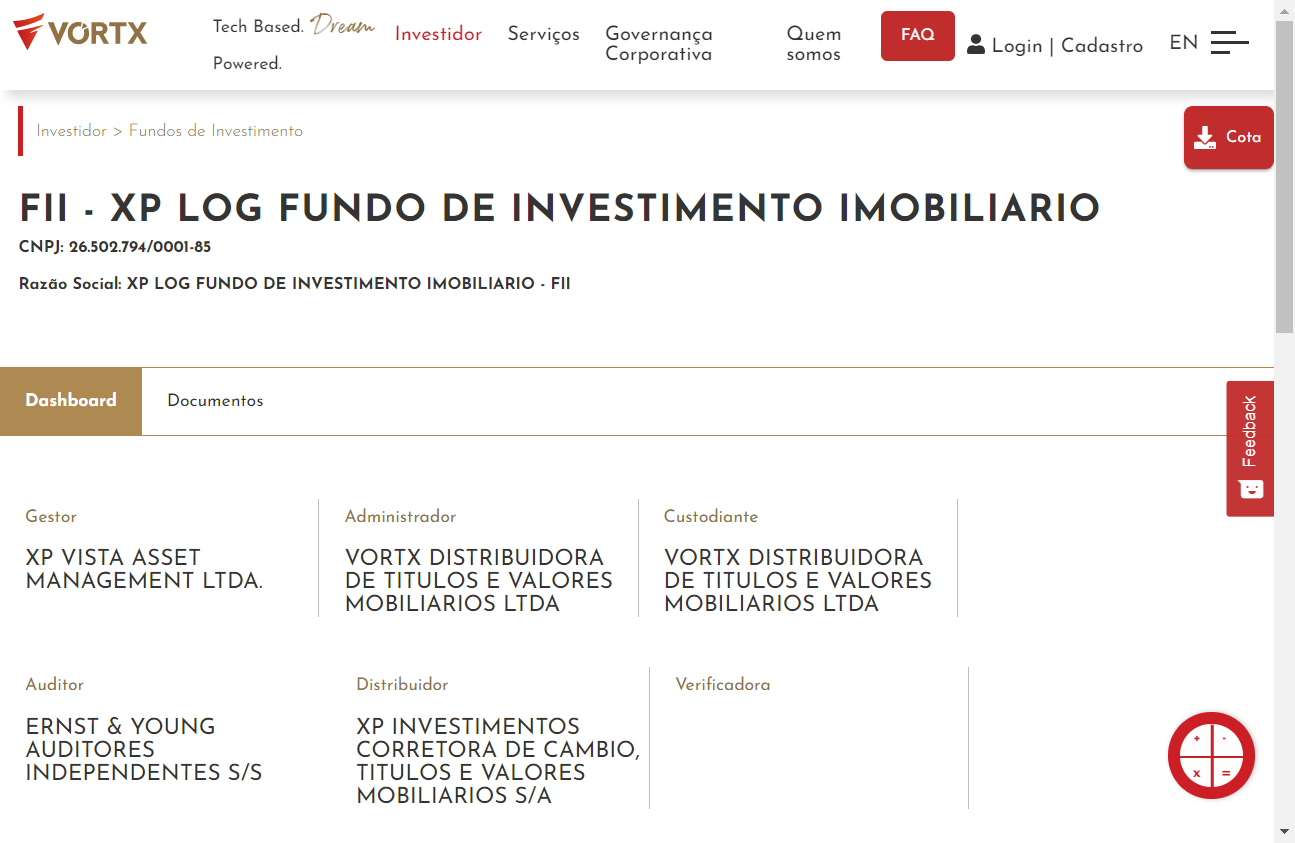 VORTX
Tech Based. Dream
Powered.
Investidor
Serviços
Governança
Corporativa
Quem
somos
FAQ
Login | Cadastro
EN
Investidor > Fundos de Investimento
Cota
FII - XP LOG FUNDO DE INVESTIMENTO IMOBILIARIO
CNPJ: 26.502.794/0001-85
Razão Social: XP LOG FUNDO DE INVESTIMENTO IMOBILIARIO - FII
Dashboard
Documentos
Feedback
Gestor
XP VISTA ASSET
MANAGEMENT LTDA.
Administrador
VORTX DISTRIBUIDORA
DE TITULOS E VALORES
MOBILIARIOS LTDA
Custodiante
VORTX DISTRIBUIDORA
DE TITULOS E VALORES
MOBILIARIOS LTDA
Auditor
ERNST & YOUNG
AUDITORES
INDEPENDENTES S/S
Distribuidor
XP INVESTIMENTOS
CORRETORA DE CAMBIO,
TITULOS E VALORES
MOBILIARIOS S/A
Verificadora
+ -
x =